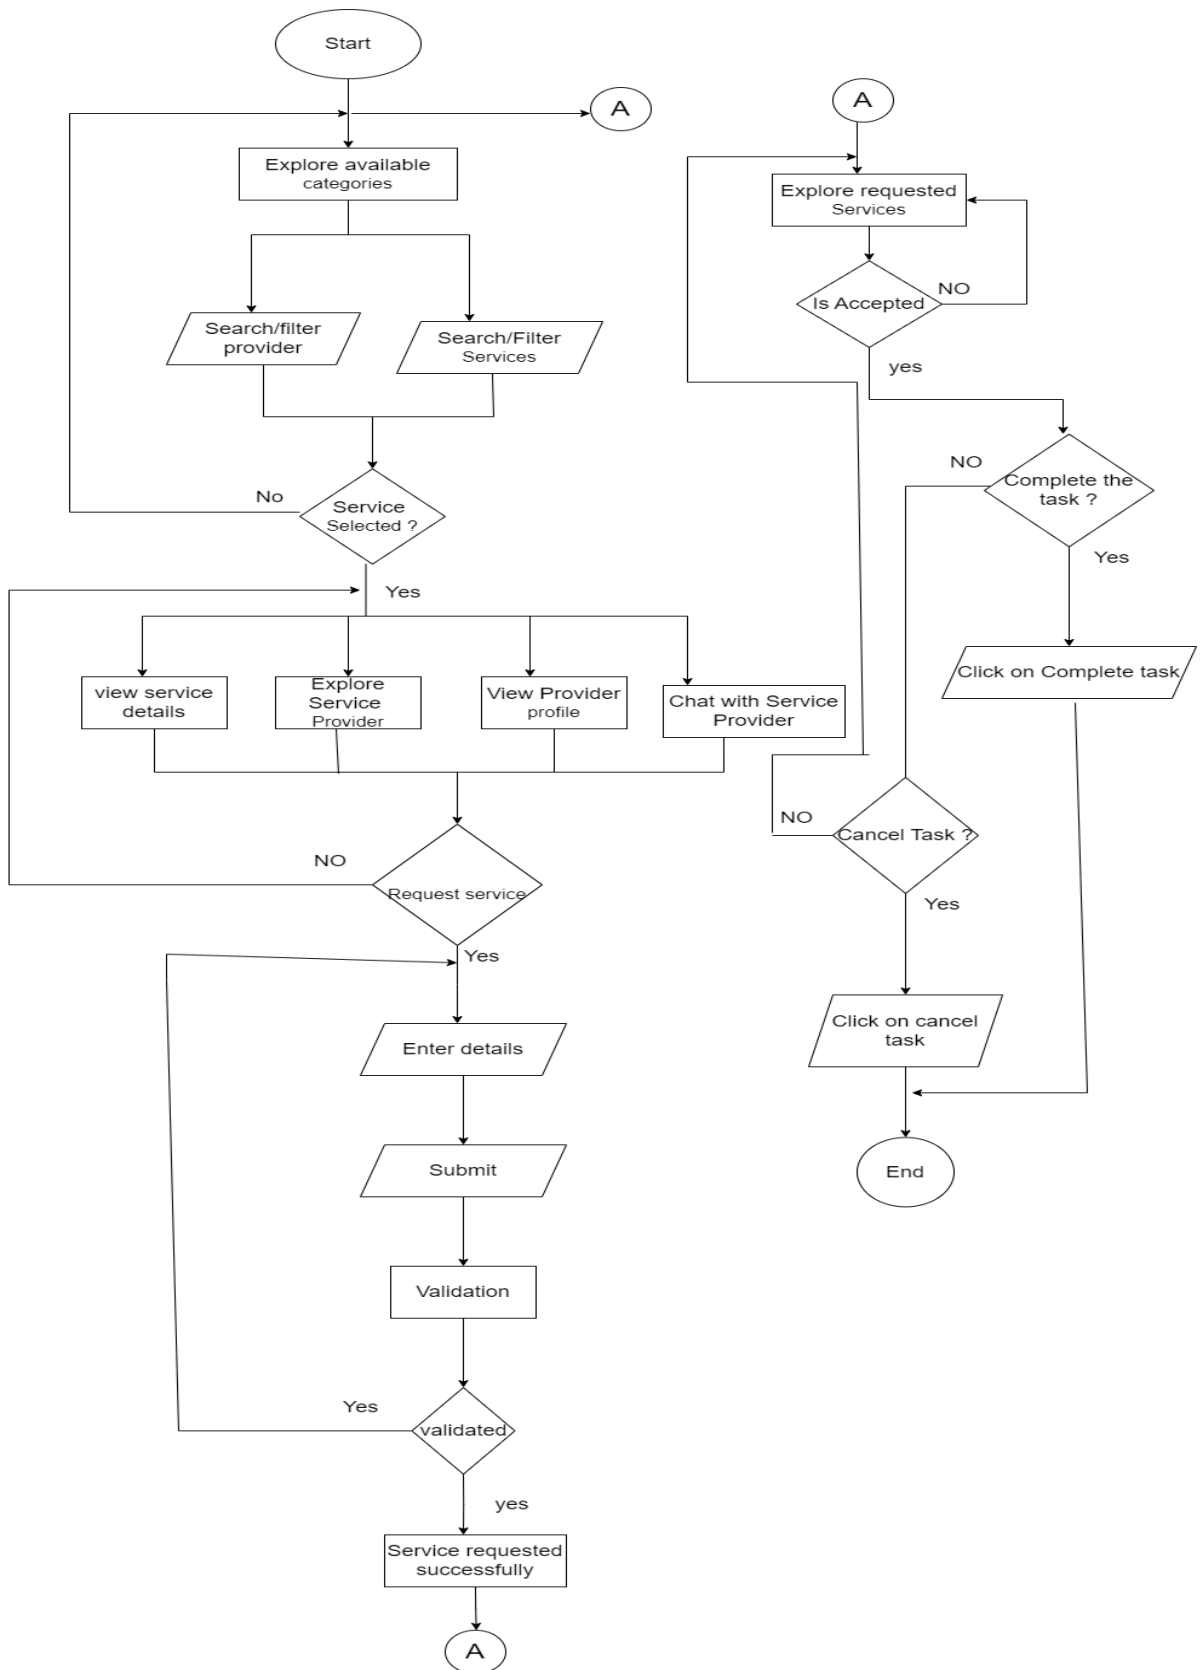 Start
A
Explore available
categories
Search/filter
provider
Search/Filter
Services
No
Service
Selected ?
Yes
view service
details
Explore
Service
Provider
View Provider
profile
Chat with Service
Provider
NO
Request service
Yes
Enter details
Submit
Validation
Yes
validated
yes
Service requested
successfully
A
A
Explore requested
Services
Is Accepted
NO
yes
NO
Complete the
task ?
Yes
Click on Complete task
NO
Cancel Task ?
Yes
Click on cancel
task
End